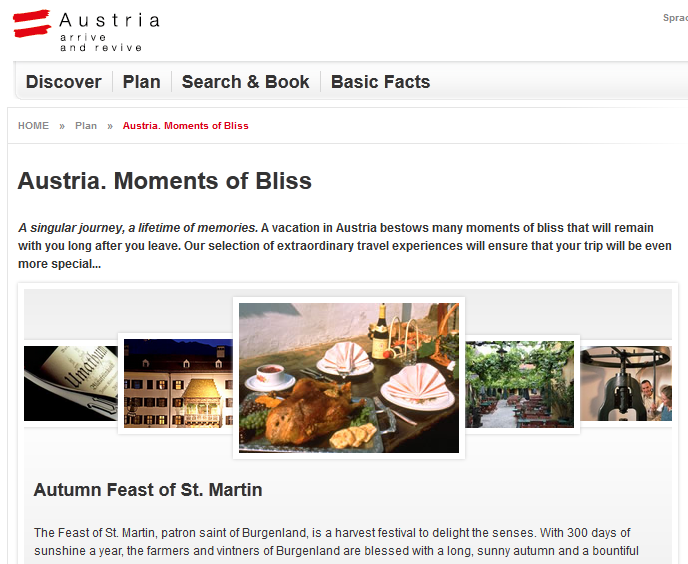 Austria
arrive
and revive
Discover Plan Search & Book Basic Facts
HOME » Plan » Austria. Moments of Bliss
Austria. Moments of Bliss
A singular journey, a lifetime of memories. A vacation in Austria bestows many moments of bliss that will remain
with you long after you leave. Our selection of extraordinary travel experiences will ensure that your trip will be even
more special...
Umathum
Autumn Feast of St. Martin
The Feast of St. Martin, patron saint of Burgenland, is a harvest festival to delight the senses. With 300 days of
sunshine a year, the farmers and vintners of Burgenland are blessed with a long, sunny autumn and a bountiful